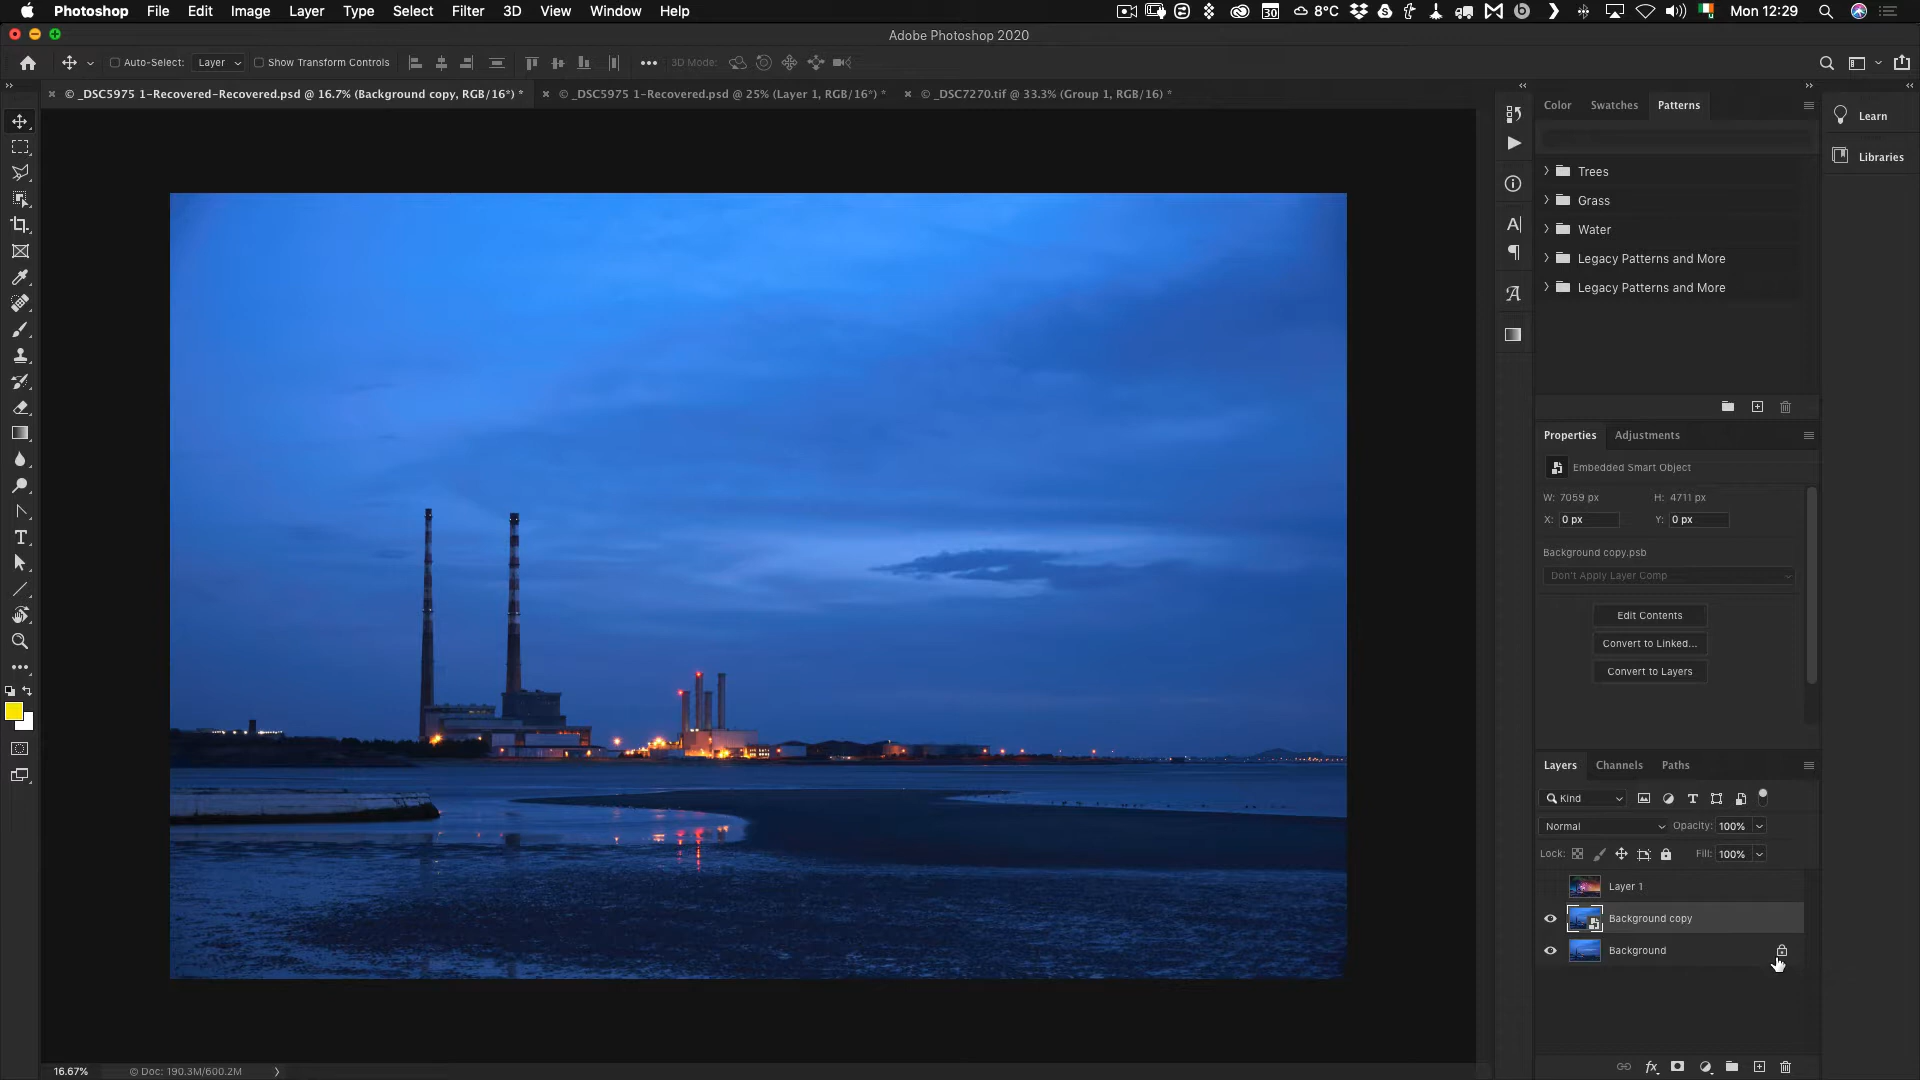 Photoshop File Edit Image Layer Type Select Filter 3D View Window Help 30 8°C Mon 12:29
Adobe Photoshop 2020
Auto-Select: Layer Show Transform Controls 3D Mode:
© _DSC5975 1-Recovered-Recovered.psd @ 16.7% (Background copy, RGB/16*) * © _DSC5975 1-Recovered.psd @ 25% (Layer 1, RGB/16*) * © _DSC7270.tif @ 33.3% (Group 1, RGB/16) *
Color Swatches Patterns
Learn
Libraries
Trees
Grass
Water
Legacy Patterns and More
Legacy Patterns and More
Properties Adjustments
Embedded Smart Object
W: 7059 px H: 4711 px
X: 0 px Y: 0 px
Background copy.psb
Don't Apply Layer Comp
Edit Contents
Convert to Linked...
Convert to Layers
Layers Channels Paths
Kind
Normal Opacity: 100%
Lock: Fill: 100%
Layer 1
Background copy
Background
fx
16.67% © Doc: 190.3M/600.2M